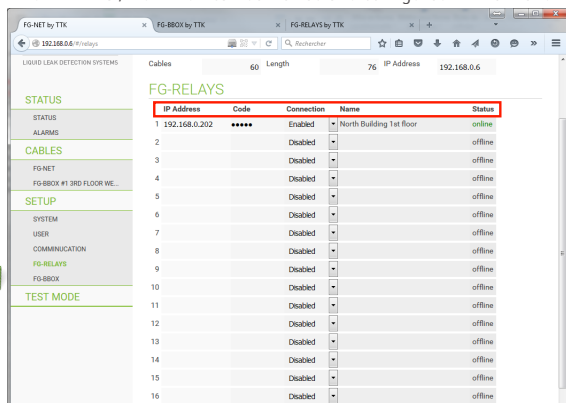 FG-NET by TTK × FG-BBOX by TTK × FG-RELAYS by TTK × +
192.168.0.6/#/relays Rechercher
LIQUID LEAK DETECTION SYSTEMS
Cables 60 Length 76 IP Address 192.168.0.6
FG-RELAYS
IP Address Code Connection Name Status
1 192.168.0.202 ●●●●● Enabled North Building 1st floor online
2 Disabled offline
3 Disabled offline
4 Disabled offline
5 Disabled offline
6 Disabled offline
7 Disabled offline
8 Disabled offline
9 Disabled offline
10 Disabled offline
11 Disabled offline
12 Disabled offline
13 Disabled offline
14 Disabled offline
15 Disabled offline
16 Disabled offline
STATUS
STATUS
ALARMS
CABLES
FG-NET
FG-BBOX #1 3RD FLOOR WE...
SETUP
SYSTEM
USER
COMMINUCATION
FG-RELAYS
FG-BBOX
TEST MODE